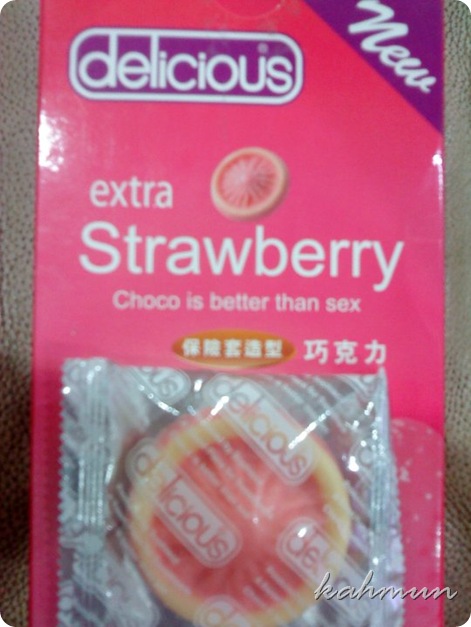 delicious
New
extra
Strawberry
Choco is better than sex
保險套造型 巧克力
delicious
delicious
delicious
delicious
kahmun